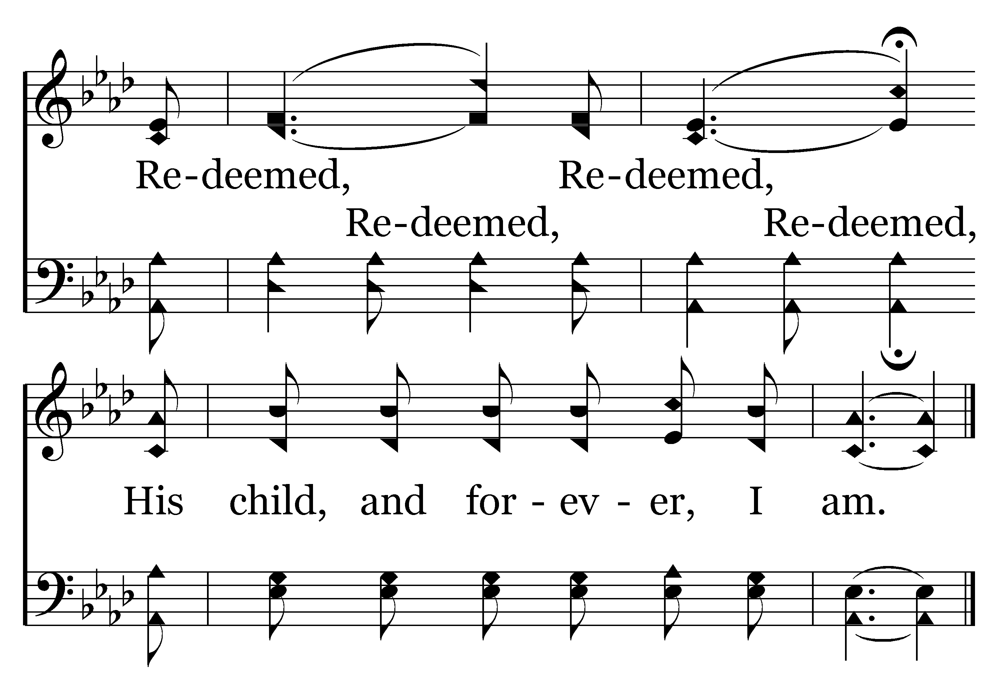 Re-deemed, Re-deemed,
Re-deemed, Re-deemed,
His child, and for - ev - er, I am.